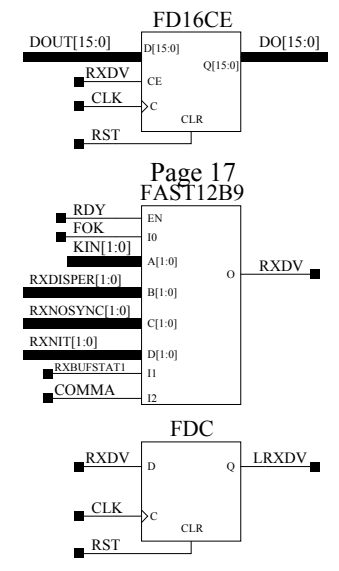 FD16CE
DOUT[15:0] D[15:0] Q[15:0] DO[15:0]
RXDV CE
CLK C
RST CLR
Page 17
FAST12B9
RDY EN
FOK I0
KIN[1:0] A[1:0]
O RXDV
RXDISPER[1:0] B[1:0]
RXNOSYNC[1:0] C[1:0]
RXNIT[1:0] D[1:0]
RXBUFSTAT1 I1
COMMA I2
FDC
RXDV D Q LRXDV
CLK C
RST CLR